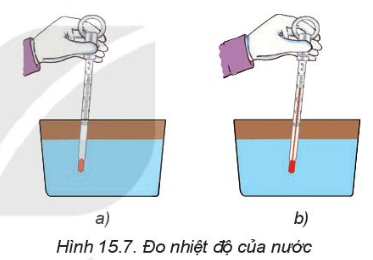 a) b)
Hình 15.7. Đo nhiệt độ của nước